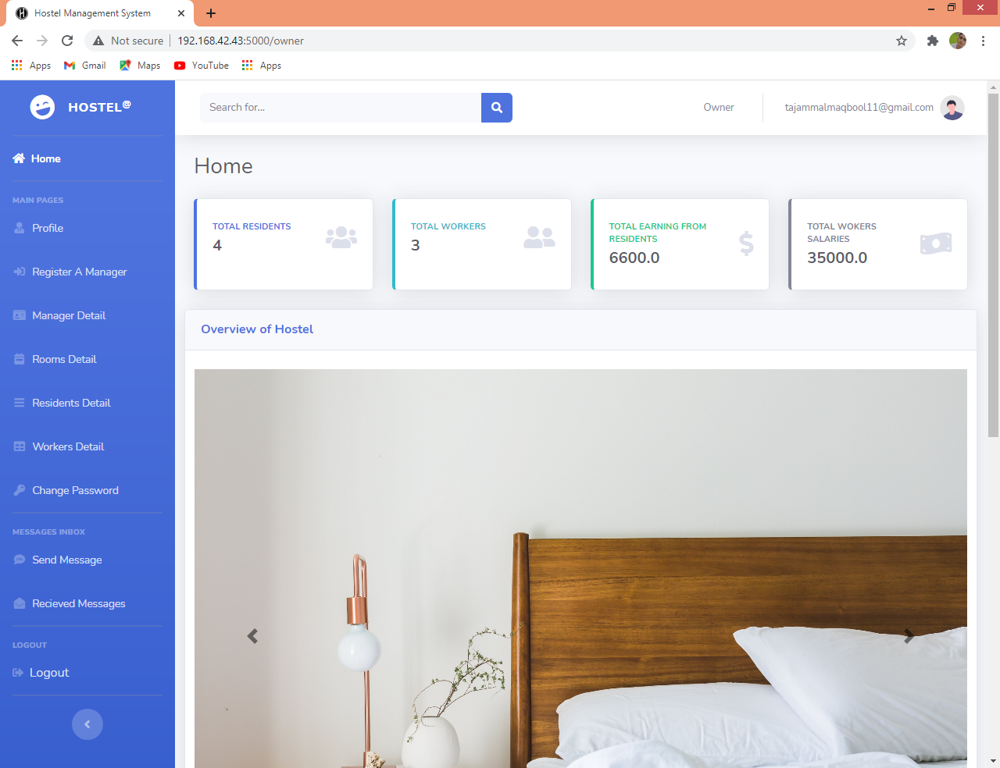 Hostel Management System
Not secure | 192.168.42.43:5000/owner
Apps Gmail Maps YouTube Apps
HOSTEL@
Search for...
Owner
tajammalmaqbool11@gmail.com
Home
MAIN PAGES
Profile
Register A Manager
Manager Detail
Rooms Detail
Residents Detail
Workers Detail
Change Password
MESSAGES INBOX
Send Message
Recieved Messages
LOGOUT
Logout
Home
TOTAL RESIDENTS
4
TOTAL WORKERS
3
TOTAL EARNING FROM
RESIDENTS
6600.0
TOTAL WOKERS
SALARIES
35000.0
Overview of Hostel